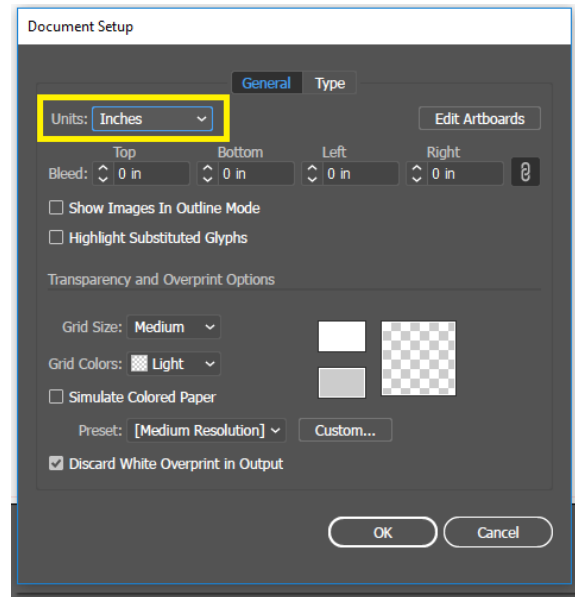 Document Setup
General Type
Units: Inches Edit Artboards
Top Bottom Left Right
Bleed: 0 in 0 in 0 in 0 in
Show Images In Outline Mode
Highlight Substituted Glyphs
Transparency and Overprint Options
Grid Size: Medium
Grid Colors: Light
Simulate Colored Paper
Preset: [Medium Resolution] Custom...
Discard White Overprint in Output
OK Cancel